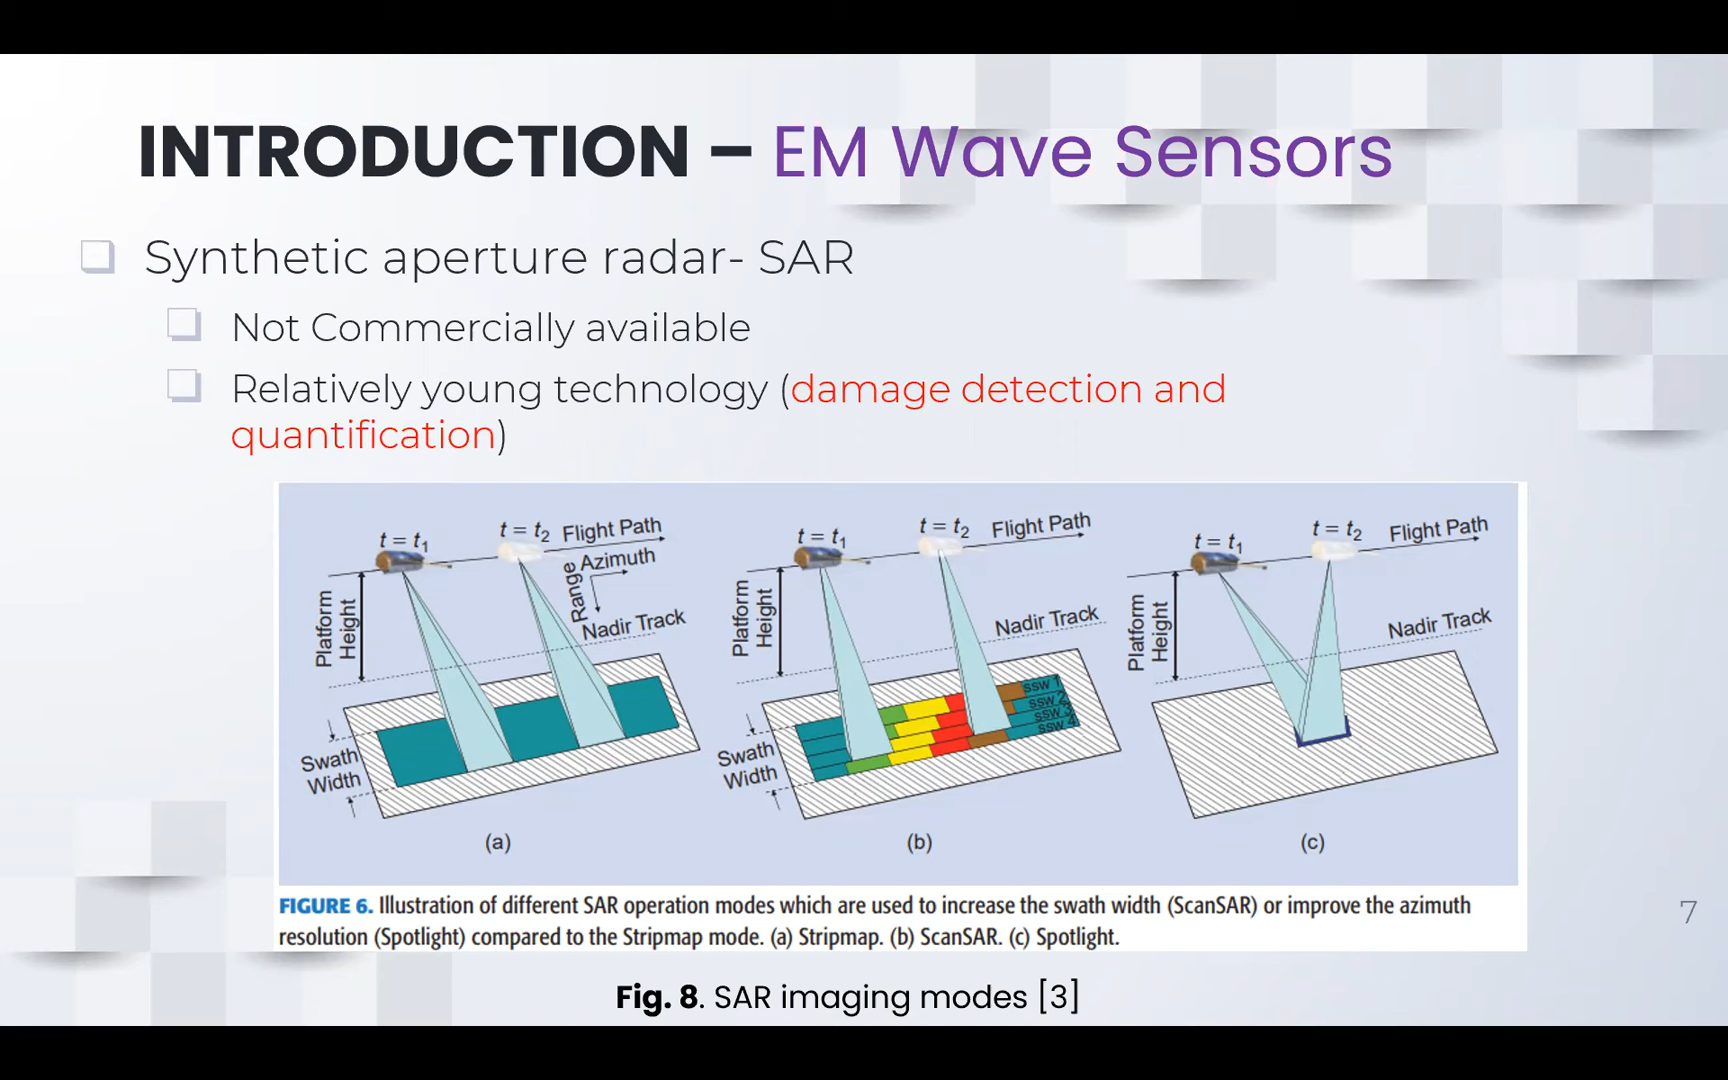 INTRODUCTION – EM Wave Sensors
Synthetic aperture radar- SAR
Not Commercially available
Relatively young technology (damage detection and
quantification)
t = t1
t = t2
Flight Path
Azimuth
Range
Platform
Height
Nadir Track
Swath
Width
(a)
t = t1
t = t2
Flight Path
Platform
Height
Nadir Track
ssw 1
ssw 2
ssw 3
ssw 4
Swath
Width
(b)
t = t1
t = t2
Flight Path
Platform
Height
Nadir Track
(c)
FIGURE 6. Illustration of different SAR operation modes which are used to increase the swath width (ScanSAR) or improve the azimuth
resolution (Spotlight) compared to the Stripmap mode. (a) Stripmap. (b) ScanSAR. (c) Spotlight.
7
Fig. 8. SAR imaging modes [3]